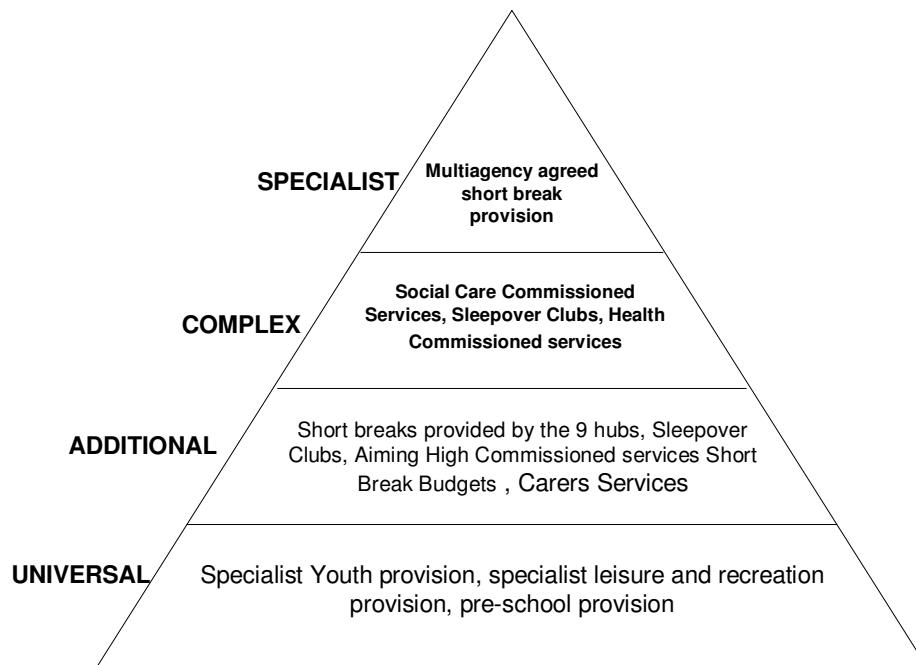 SPECIALIST
Multiagency agreed
short break
provision
COMPLEX
Social Care Commissioned
Services, Sleepover Clubs, Health
Commissioned services
ADDITIONAL
Short breaks provided by the 9 hubs, Sleepover
Clubs, Aiming High Commissioned services Short
Break Budgets , Carers Services
UNIVERSAL
Specialist Youth provision, specialist leisure and recreation
provision, pre-school provision